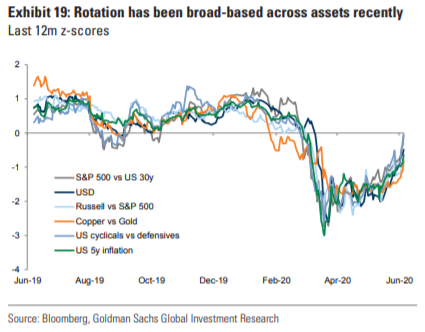 Exhibit 19: Rotation has been broad-based across assets recently
Last 12m z-scores
2
1
0
-1
-2
-3
-4
S&P 500 vs US 30y
USD
Russell vs S&P 500
Copper vs Gold
US cyclicals vs defensives
US 5y inflation
Jun-19 Aug-19 Oct-19 Dec-19 Feb-20 Apr-20 Jun-20
Source: Bloomberg, Goldman Sachs Global Investment Research